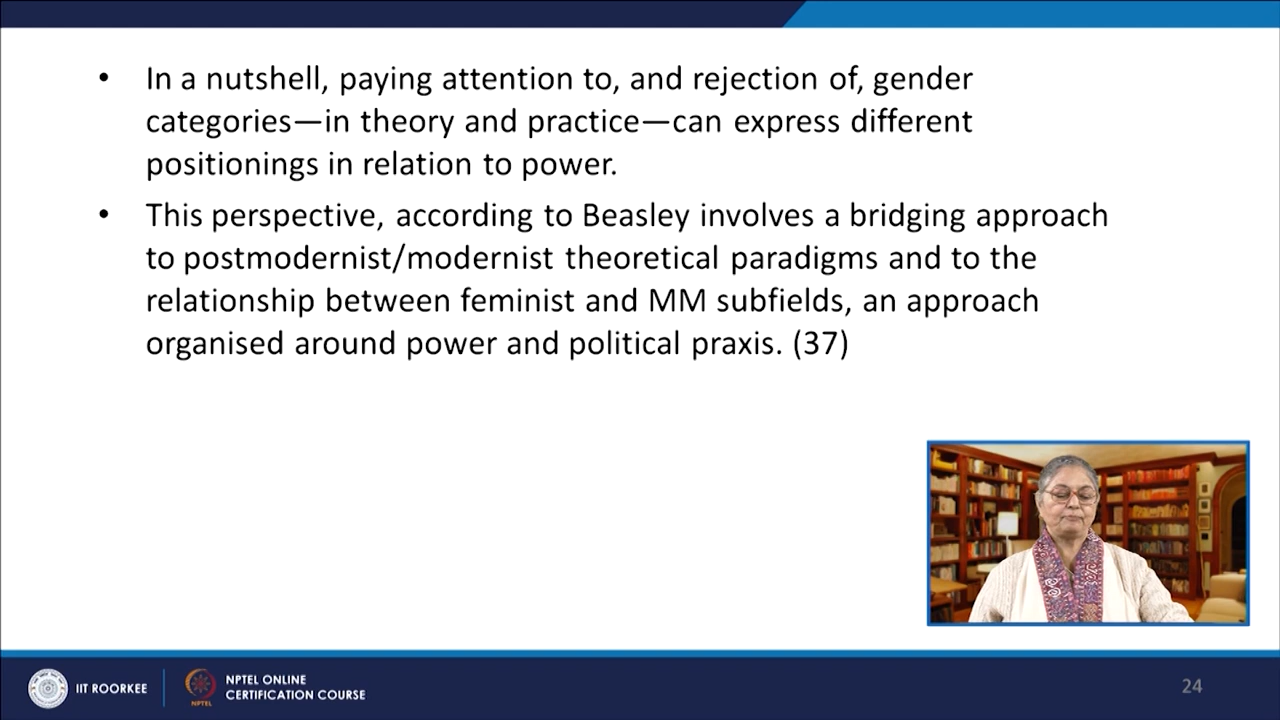 • In a nutshell, paying attention to, and rejection of, gender
categories—in theory and practice—can express different
positionings in relation to power.
• This perspective, according to Beasley involves a bridging approach
to postmodernist/modernist theoretical paradigms and to the
relationship between feminist and MM subfields, an approach
organised around power and political praxis. (37)
IIT ROORKEE
NPTEL
NPTEL ONLINE
CERTIFICATION COURSE
24